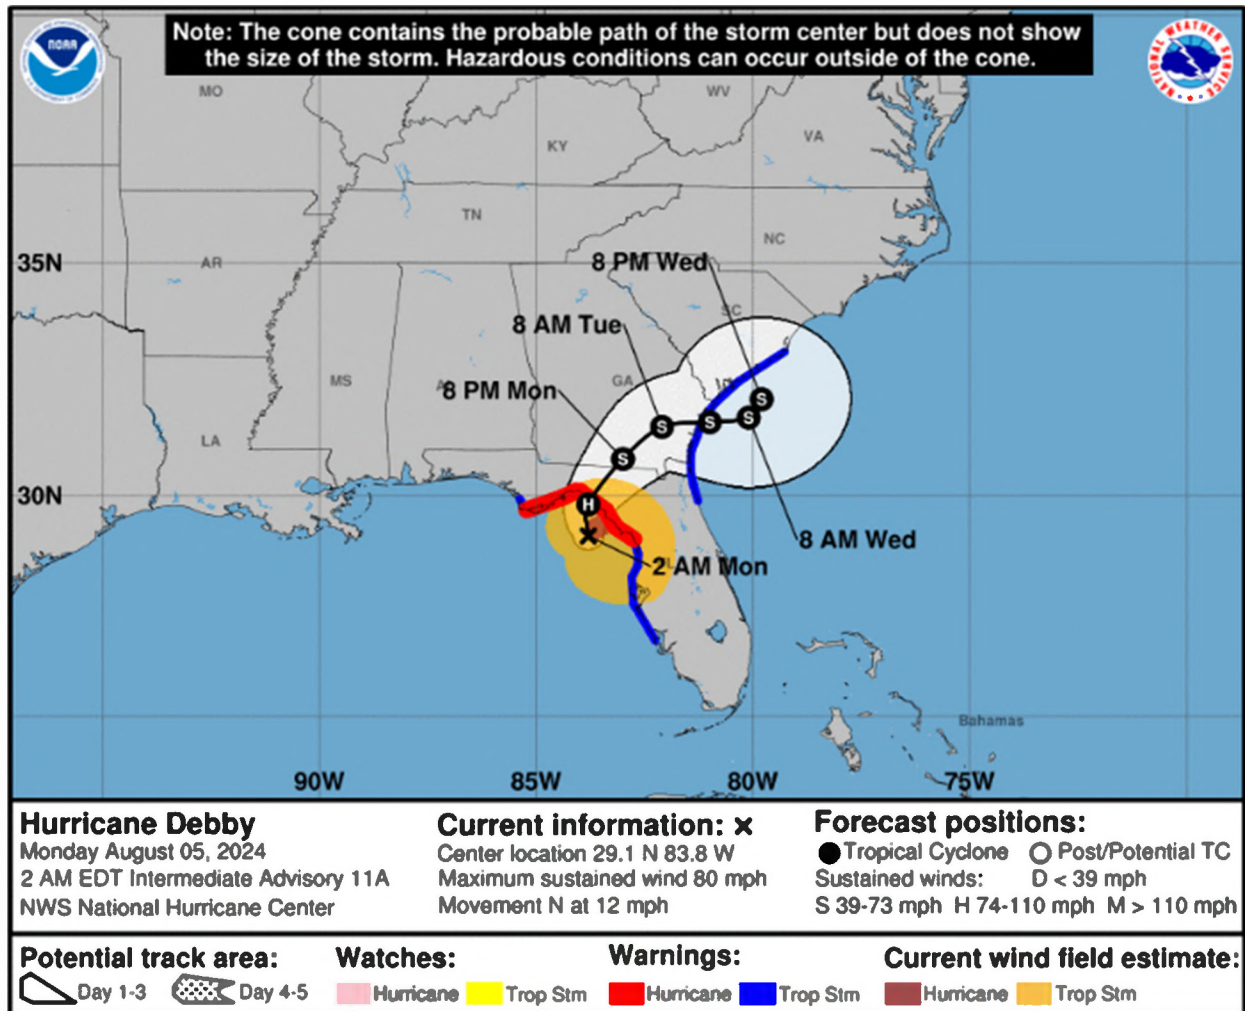 Note: The cone contains the probable path of the storm center but does not show
the size of the storm. Hazardous conditions can occur outside of the cone.
NOAA
NATIONAL WEATHER SERVICE
MO
WV
KY
VA
TN
NC
AR
35N
8 PM Wed
SC
8 AM Tue
MS
GA
8 PM Mon
LA
S
S
S
S
S
30N
H
8 AM Wed
2 AM Mon
Bahamas
90W
85W
80W
75W
Hurricane Debby
Monday August 05, 2024
2 AM EDT Intermediate Advisory 11A
NWS National Hurricane Center
Current information: x
Center location 29.1 N 83.8 W
Maximum sustained wind 80 mph
Movement N at 12 mph
Forecast positions:
Tropical Cyclone Post/Potential TC
Sustained winds: D < 39 mph
S 39-73 mph H 74-110 mph M > 110 mph
Potential track area:
Day 1-3 Day 4-5
Watches:
Hurricane Trop Stm
Warnings:
Hurricane Trop Stm
Current wind field estimate:
Hurricane Trop Stm